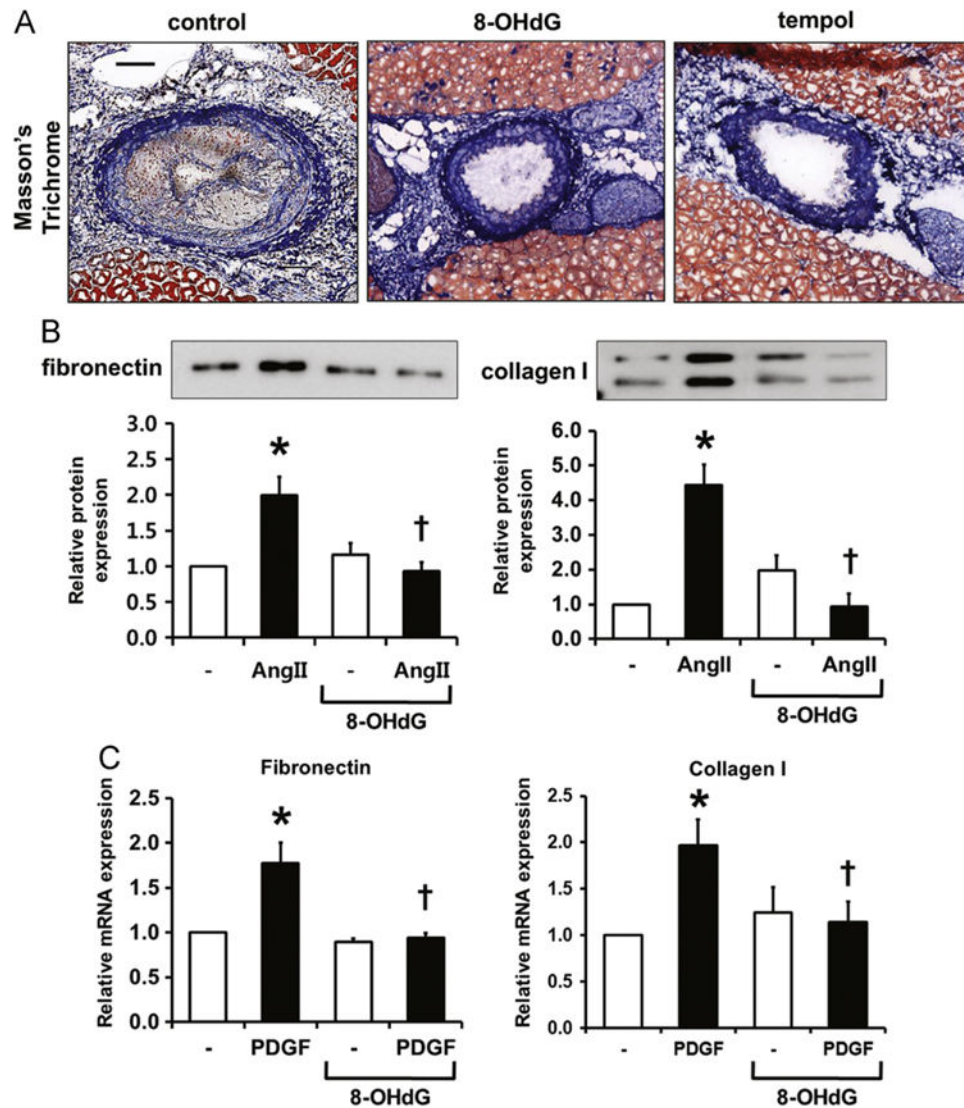 A
control
8-OHdG
tempol
Masson's
Trichrome
B
fibronectin
collagen I
Relative protein
expression
3.0
2.5
2.0
1.5
1.0
0.5
0.0
*
†
- AngII - AngII
8-OHdG
Relative protein
expression
6.0
5.0
4.0
3.0
2.0
1.0
0.0
*
†
- AngII - AngII
8-OHdG
C
Fibronectin
Relative mRNA expression
2.5
2.0
1.5
1.0
0.5
0.0
*
†
- PDGF - PDGF
8-OHdG
Collagen I
Relative mRNA expression
2.5
2.0
1.5
1.0
0.5
0.0
*
†
- PDGF - PDGF
8-OHdG